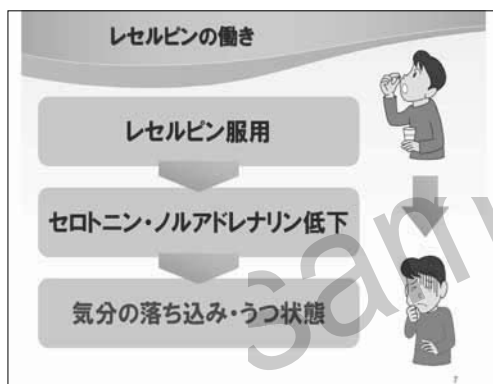 レセルピンの働き
レセルピン服用
セロトニン・ノルアドレナリン低下
気分の落ち込み・うつ状態
sam